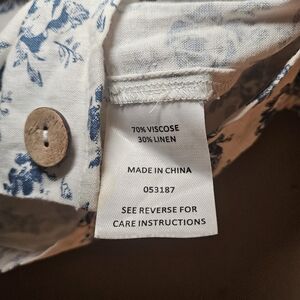 70% VISCOSE
30% LINEN
MADE IN CHINA
053187
SEE REVERSE FOR
CARE INSTRUCTIONS